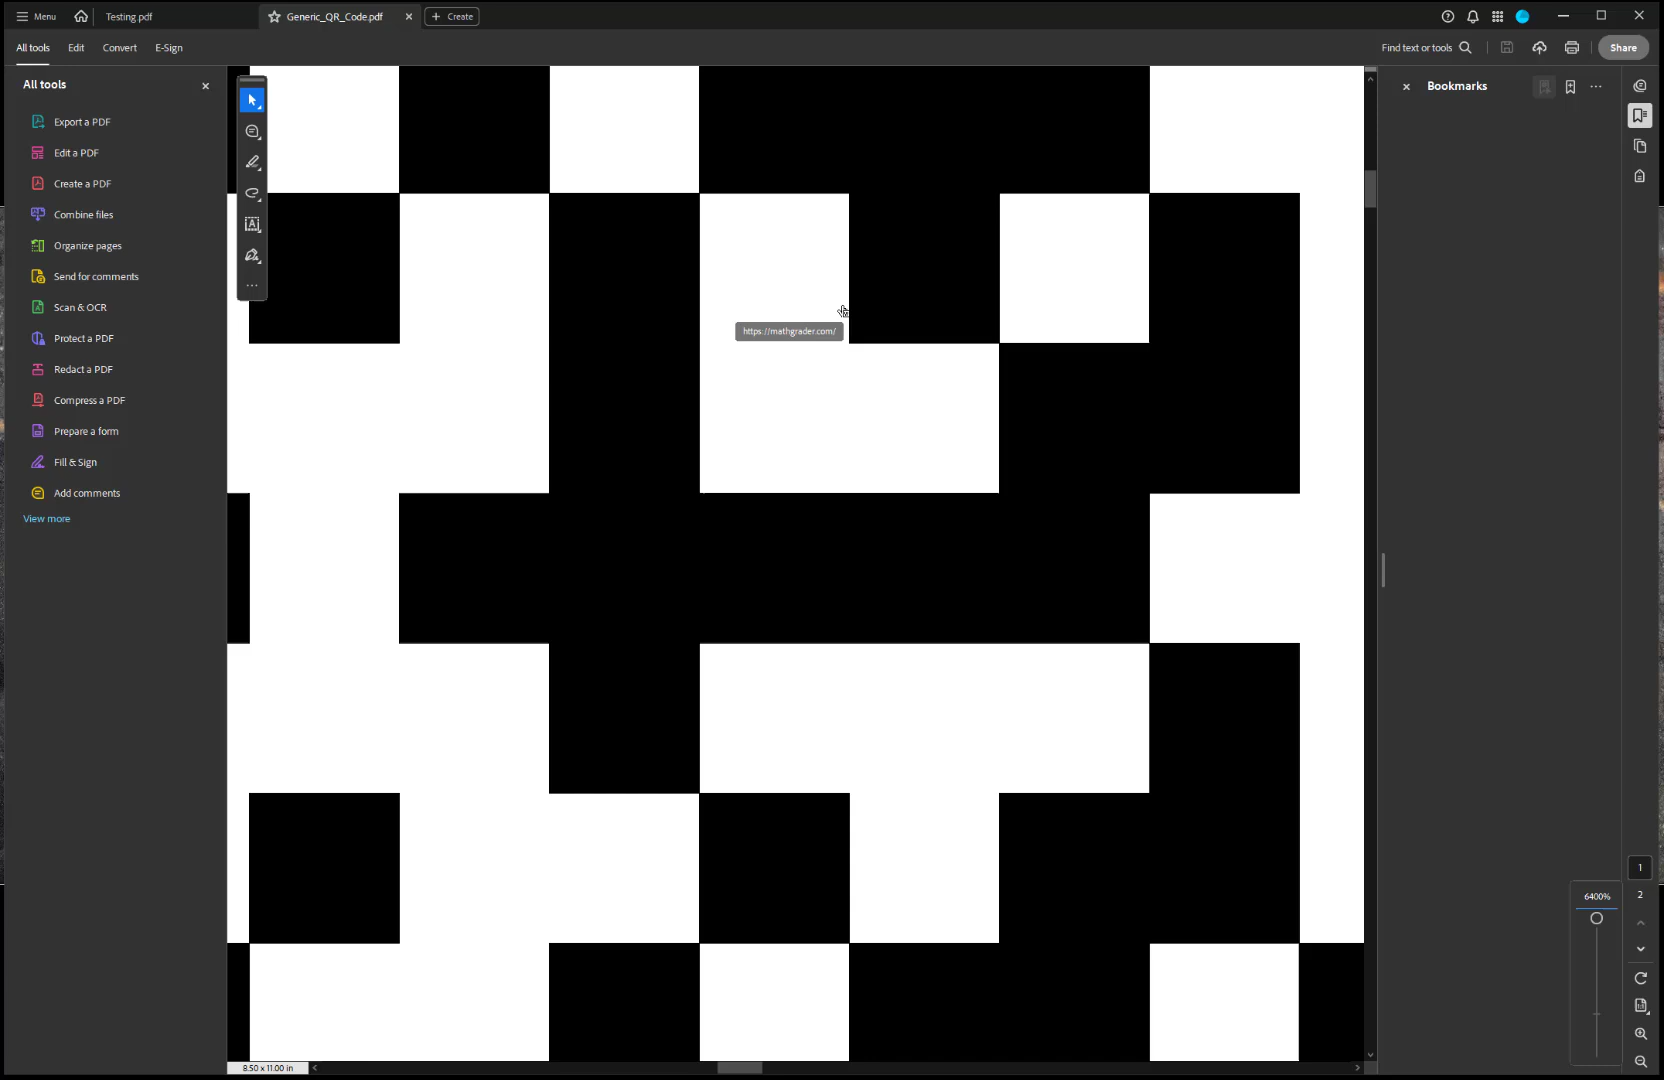 Menu
Testing.pdf
Generic_QR_Code.pdf
Create
All tools
Edit
Convert
E-Sign
Find text or tools
Share
All tools
Export a PDF
Edit a PDF
Create a PDF
Combine files
Organize pages
Send for comments
Scan & OCR
Protect a PDF
Redact a PDF
Compress a PDF
Prepare a form
Fill & Sign
Add comments
View more
https://mathgrader.com/
Bookmarks
1
6400%
2
8.50 x 11.00 in